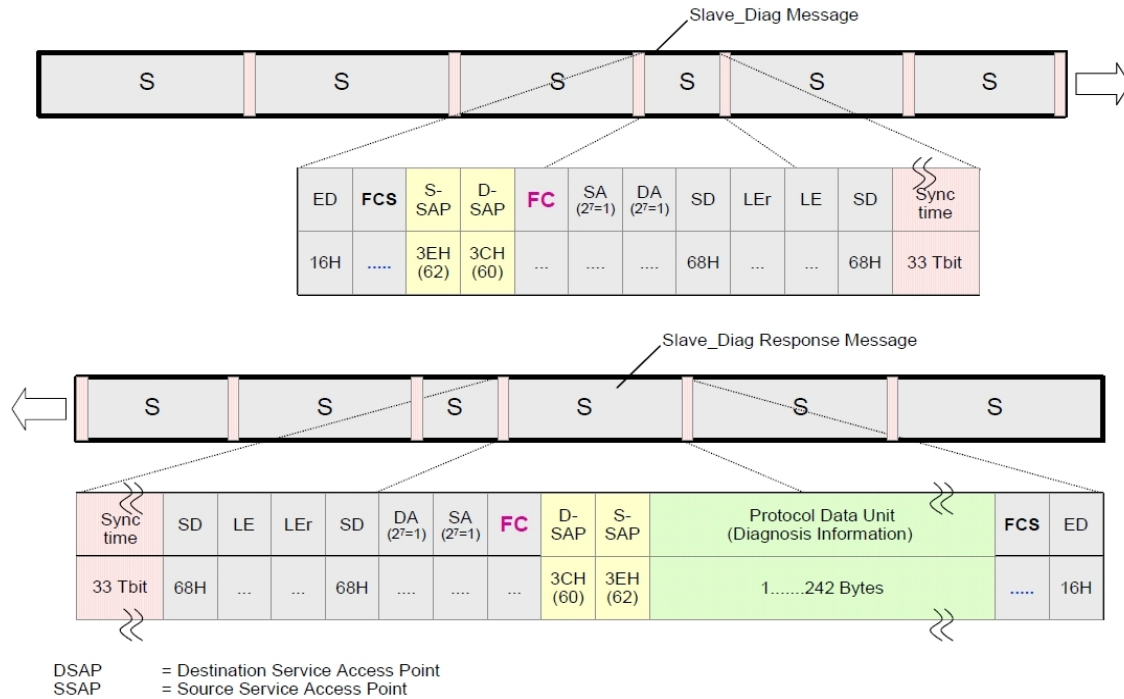 Slave_Diag Message
S S S S S S
ED FCS S-SAP D-SAP FC SA (2⁷=1) DA (2⁷=1) SD LEr LE SD Sync time
16H ..... 3EH (62) 3CH (60) ... .... .... 68H ... ... 68H 33 Tbit
Slave_Diag Response Message
S S S S S S
Sync time SD LE LEr SD DA (2⁷=1) SA (2⁷=1) FC D-SAP S-SAP Protocol Data Unit (Diagnosis Information) FCS ED
33 Tbit 68H ... ... 68H .... .... ... 3CH (60) 3EH (62) 1.......242 Bytes ..... 16H
DSAP = Destination Service Access Point
SSAP = Source Service Access Point